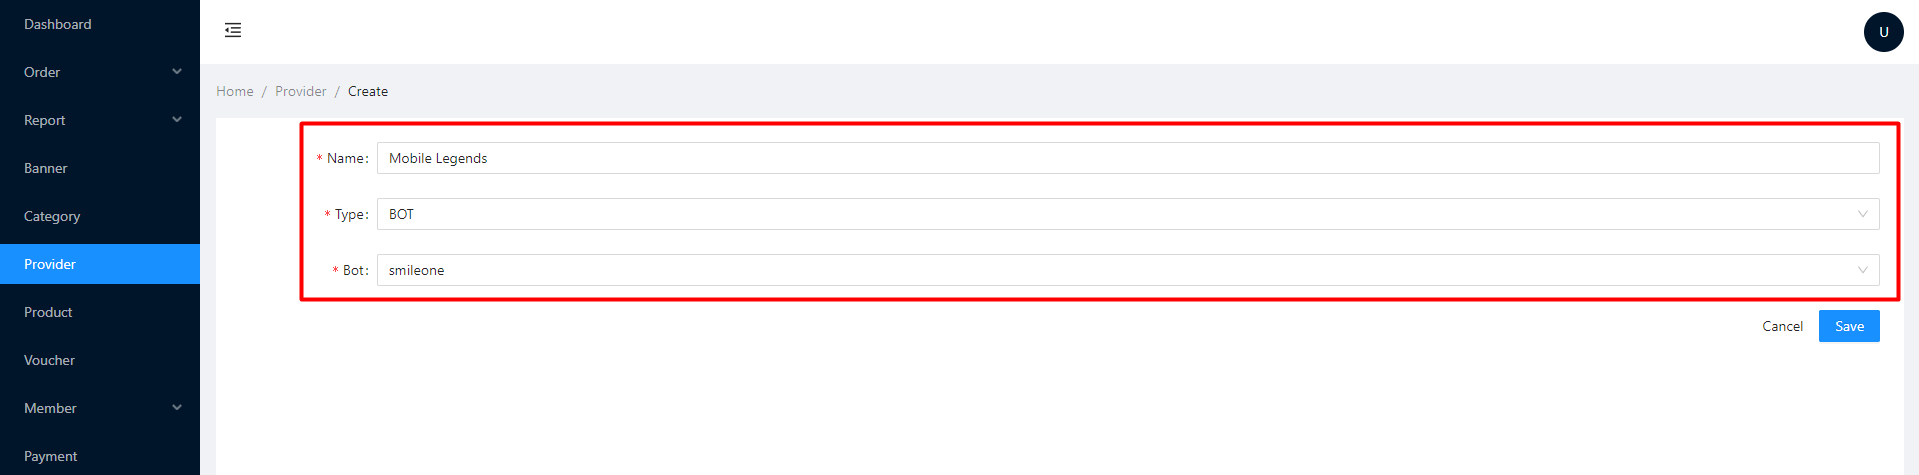 Dashboard
Order
Report
Banner
Category
Provider
Product
Voucher
Member
Payment
U
Home / Provider / Create
* Name: Mobile Legends
* Type: BOT
* Bot: smileone
Cancel Save